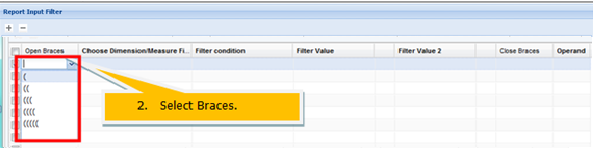 Report Input Filter
Open Braces Choose Dimension/Measure Fi... Filter condition Filter Value Filter Value 2 Close Braces Operand
(
((
(((
((((
(((((
2. Select Braces.